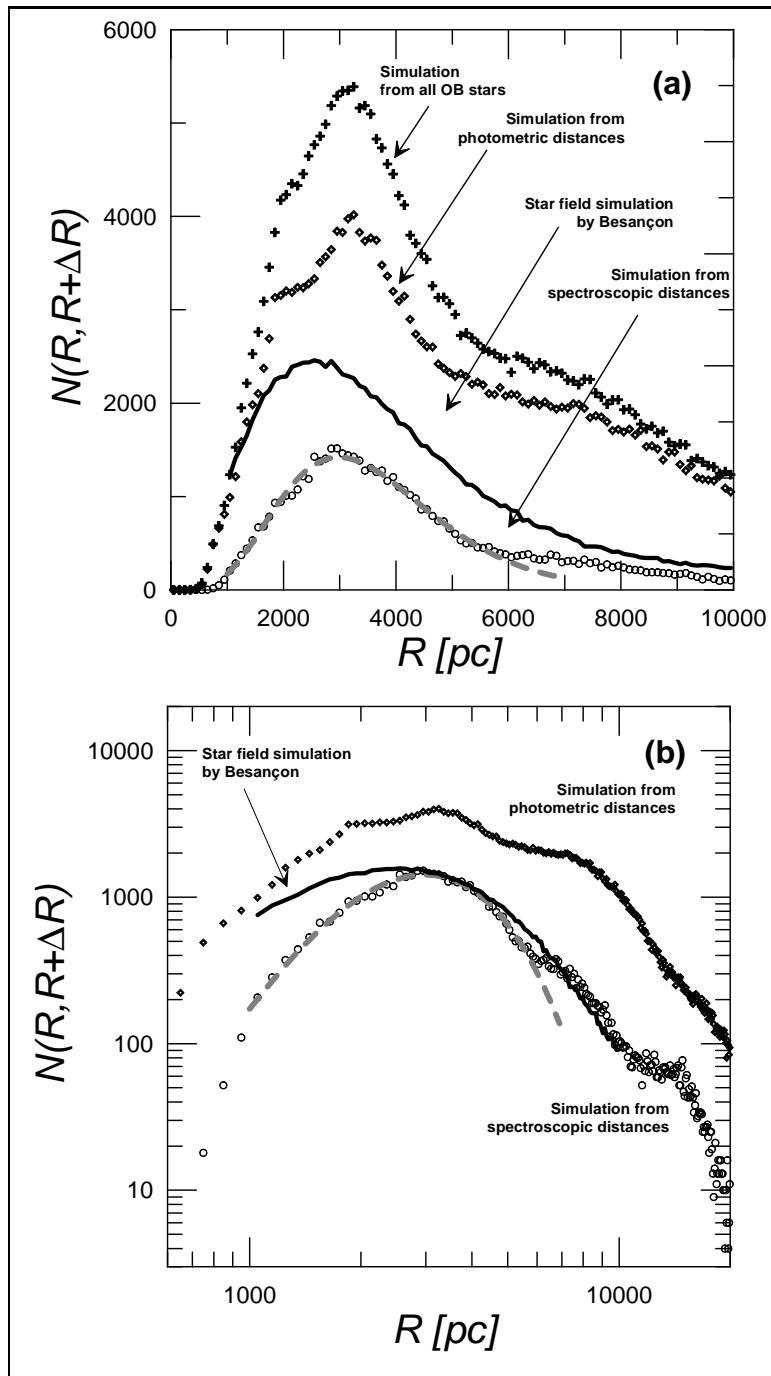 6000
(a)
Simulation
from all OB stars
Simulation from
photometric distances
4000
Star field simulation
by Besançon
Simulation from
spectroscopic distances
N(R,R+ΔR)
2000
0
0 2000 4000 6000 8000 10000
R [pc]
(b)
10000
Star field simulation
by Besançon
Simulation from
photometric distances
1000
N(R,R+ΔR)
100
Simulation from
spectroscopic distances
10
1000 10000
R [pc]